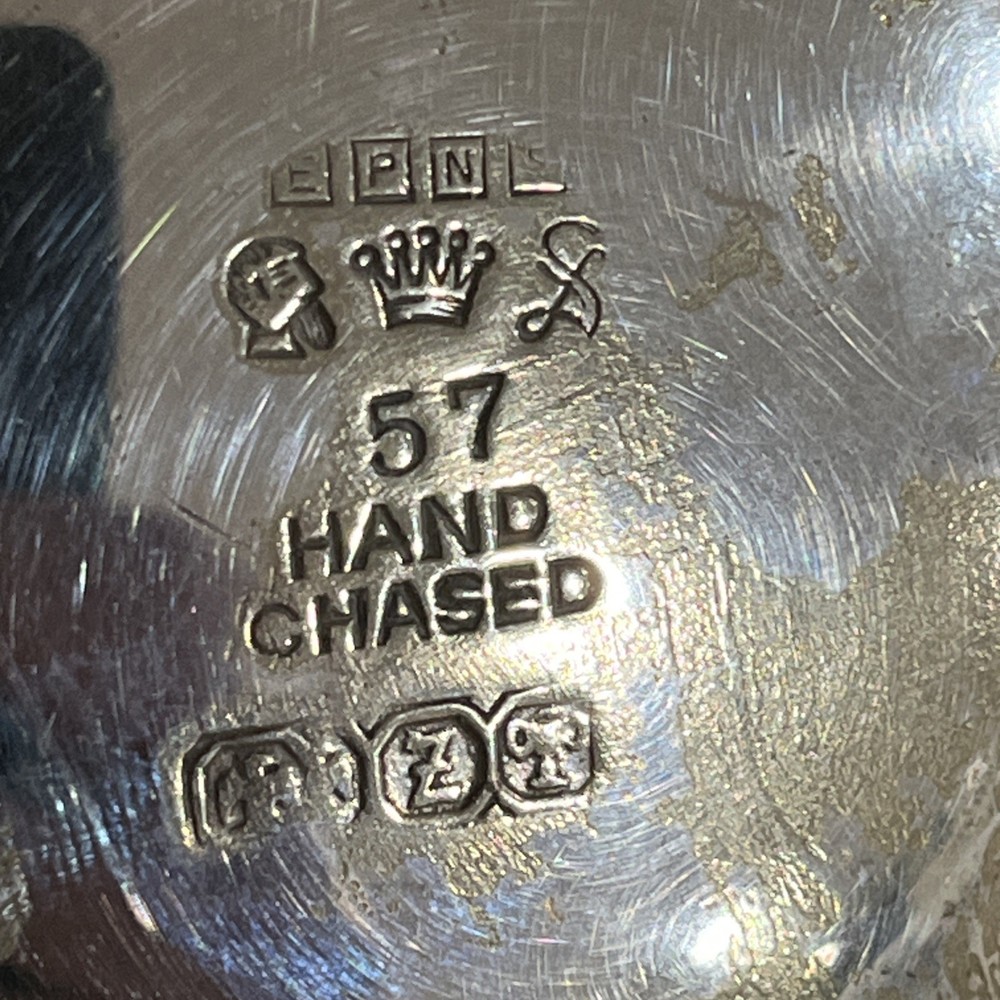 EPNS
S
57
HAND
CHASED
Z T